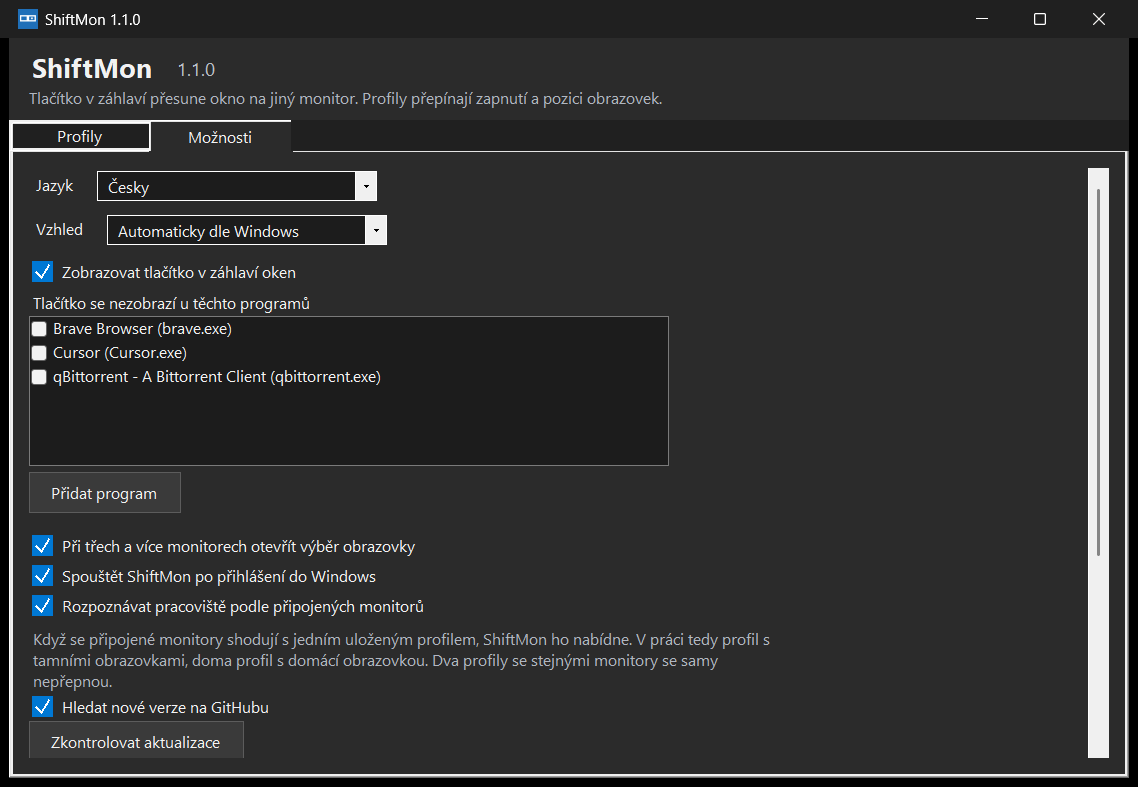 ShiftMon 1.1.0
ShiftMon 1.1.0
Tlačítko v záhlaví přesune okno na jiný monitor. Profily přepínají zapnutí a pozici obrazovek.
Profily Možnosti
Jazyk Česky
Vzhled Automaticky dle Windows
Zobrazovat tlačítko v záhlaví oken
Tlačítko se nezobrazí u těchto programů
Brave Browser (brave.exe)
Cursor (Cursor.exe)
qBittorrent - A Bittorrent Client (qbittorrent.exe)
Přidat program
Při třech a více monitorech otevřít výběr obrazovky
Spouštět ShiftMon po přihlášení do Windows
Rozpoznávat pracoviště podle připojených monitorů
Když se připojené monitory shodují s jedním uloženým profilem, ShiftMon ho nabídne. V práci tedy profil s
tamními obrazovkami, doma profil s domácí obrazovkou. Dva profily se stejnými monitory se samy
nepřepnou.
Hledat nové verze na GitHubu
Zkontrolovat aktualizace